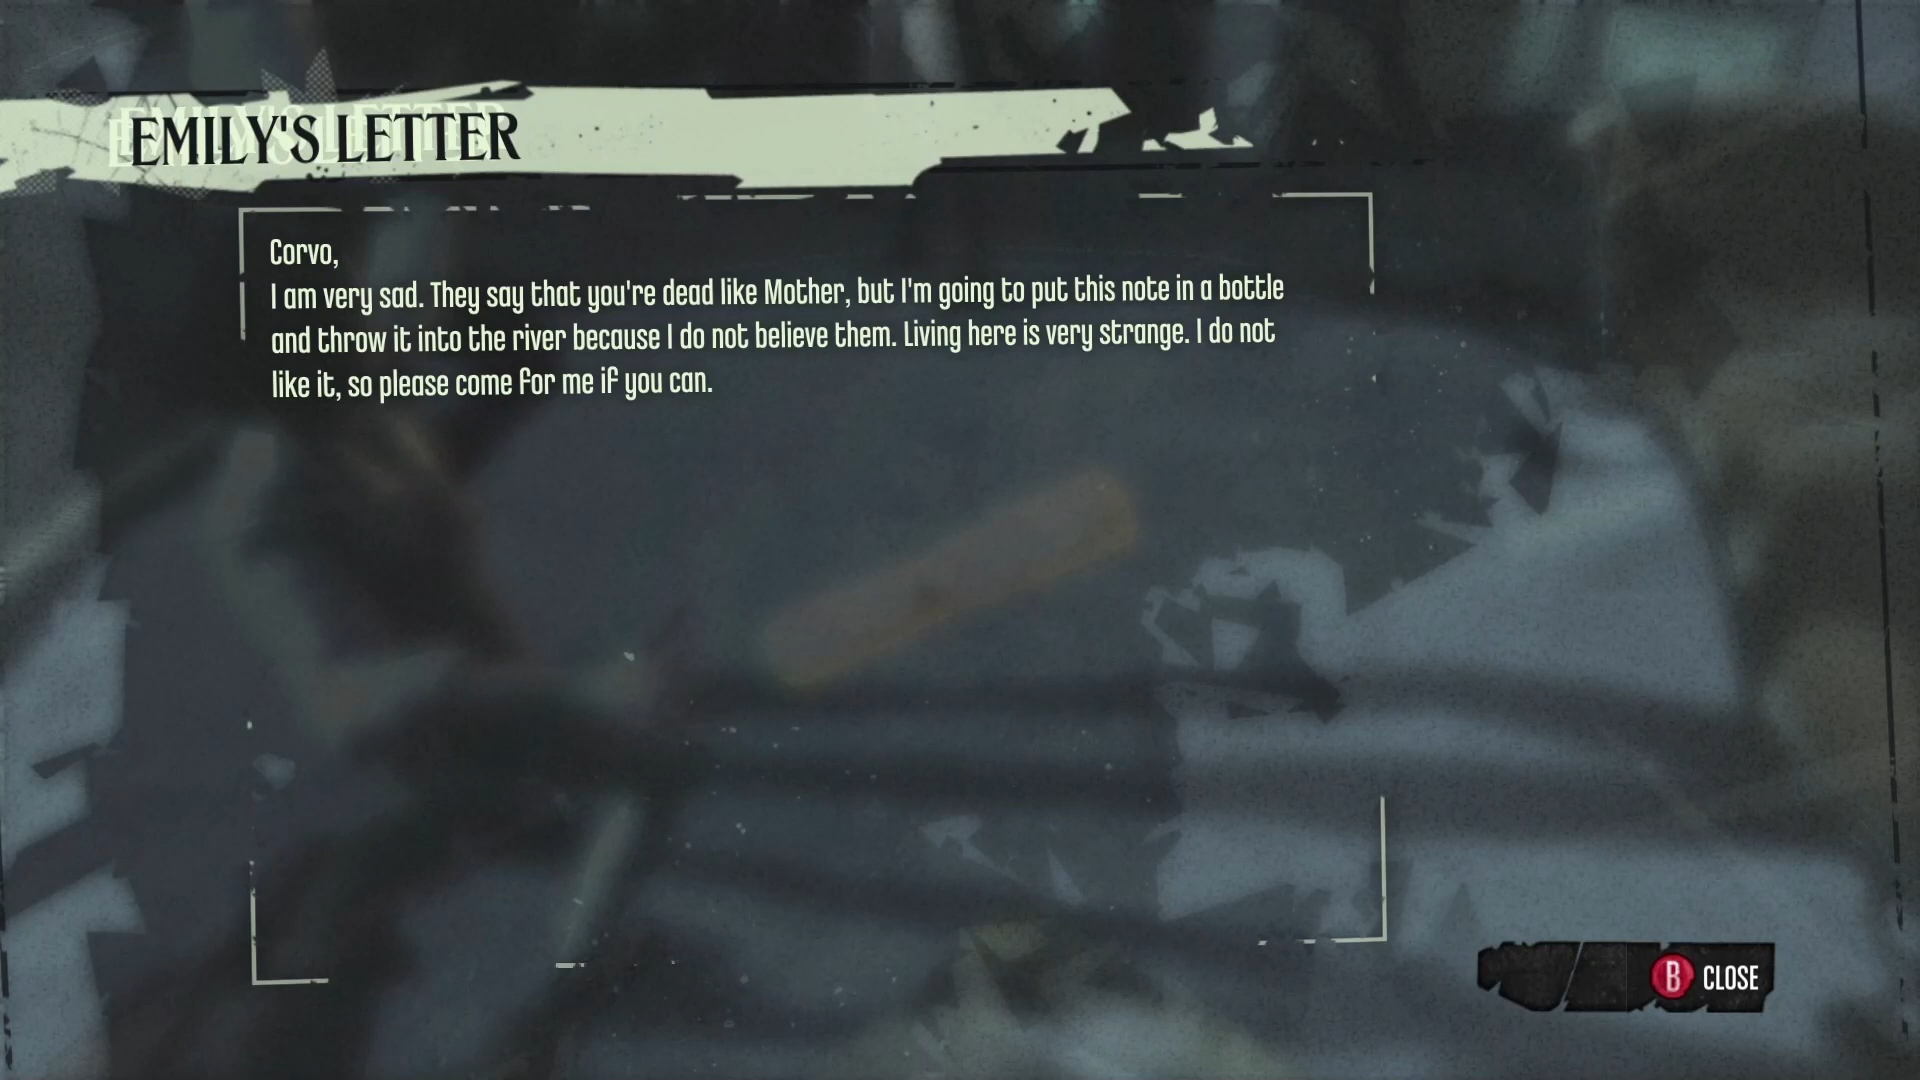 EMILY'S LETTER
Corvo,
I am very sad. They say that you're dead like Mother, but I'm going to put this note in a bottle
and throw it into the river because I do not believe them. Living here is very strange. I do not
like it, so please come for me if you can.
B CLOSE